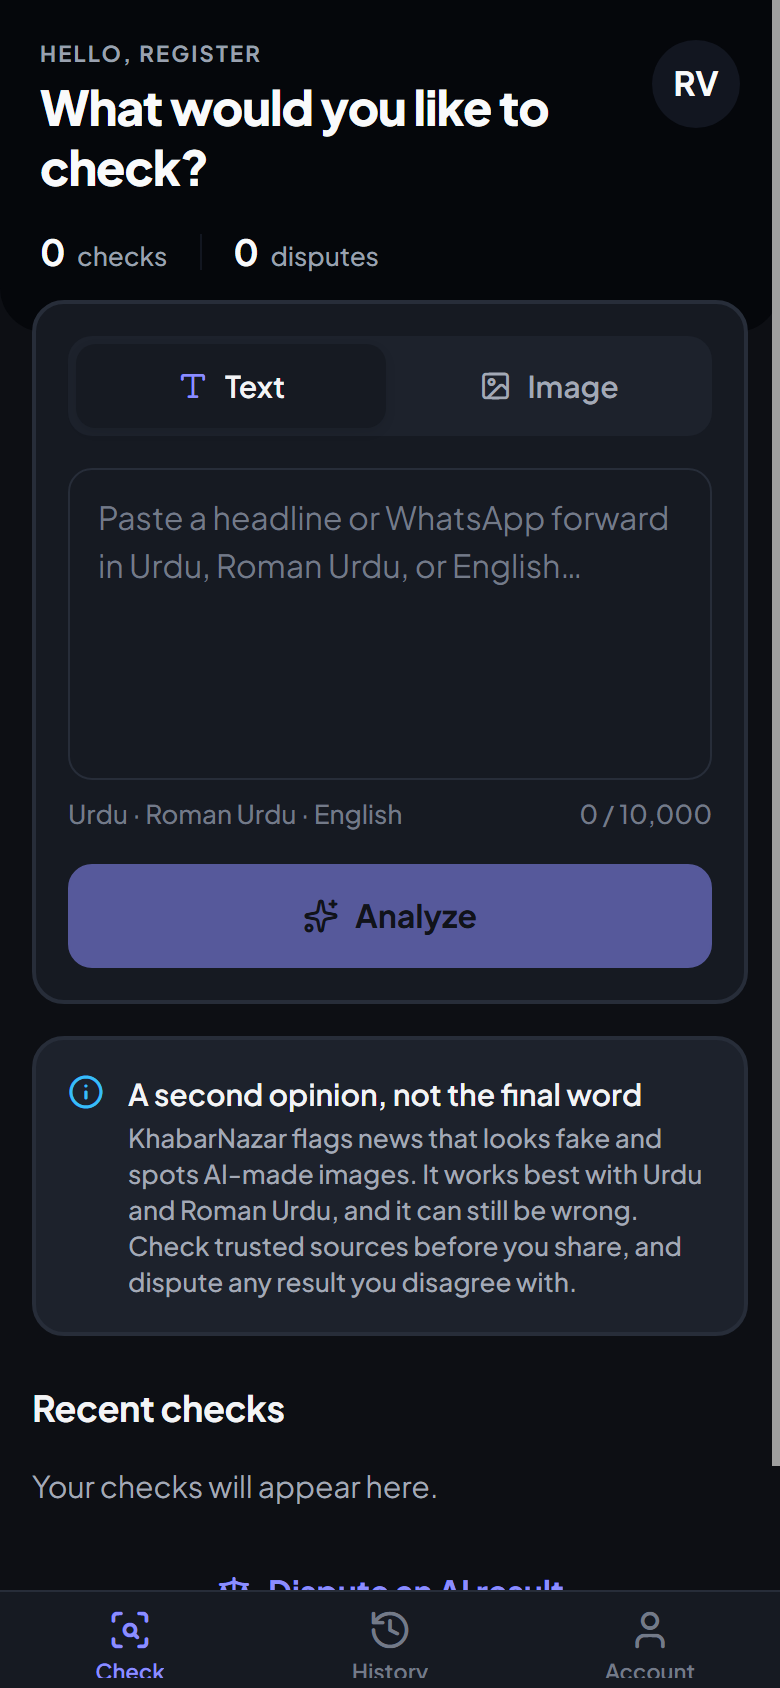 HELLO, REGISTER
RV
What would you like to
check?
0 checks
0 disputes
Text
Image
Paste a headline or WhatsApp forward
in Urdu, Roman Urdu, or English...
Urdu · Roman Urdu · English
0 / 10,000
Analyze
A second opinion, not the final word
KhabarNazar flags news that looks fake and
spots AI-made images. It works best with Urdu
and Roman Urdu, and it can still be wrong.
Check trusted sources before you share, and
dispute any result you disagree with.
Recent checks
Your checks will appear here.
Dispute an AI result
Check
History
Account